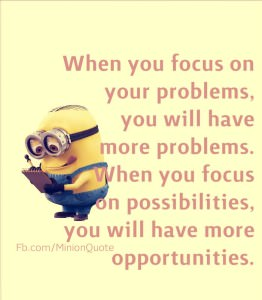 When you focus on
your problems,
you will have
more problems.
When you focus
on possibilities,
you will have more
opportunities.
Fb.com/MinionQuote